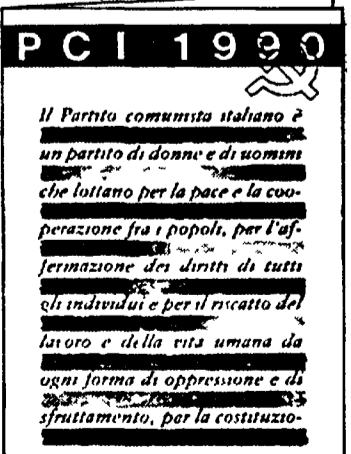 PCI 1990
Il Partito comunista italiano è
un partito di donne e di uomini
che lottano per la pace e la coo-
perazione fra i popoli, per l'af-
fermazione dei diritti di tutti
gli individui e per il riscatto del
lavoro e della vita umana da
ogni forma di oppressione e di
sfruttamento, per la costituzio-